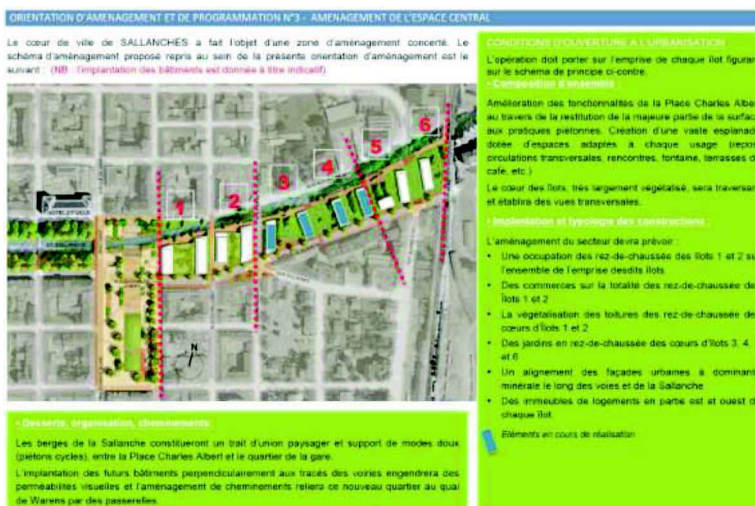 ORIENTATION D'AMENAGEMENT ET DE PROGRAMMATION N°3 - AMENAGEMENT DE L'ESPACE CENTRAL
Le cœur de ville de SALLANCHES a fait l'objet d'une zone d'aménagement concerté. Le
schéma d'aménagement proposé repris au sein de la présente orientation d'aménagement est le
suivant : (NB : l'implantation des bâtiments est donnée à titre indicatif)
1
2
3
4
5
6
HOTEL DE VILLE
N
• Desserte, organisation, cheminements:
Les berges de la Sallanche constitueront un trait d'union paysager et support de modes doux
(piétons cycles), entre la Place Charles Albert et le quartier de la gare.
L'implantation des futurs bâtiments perpendiculairement aux tracés des voiries engendrera des
perméabilités visuelles et l'aménagement de cheminements reliera ce nouveau quartier au quai
de Warens par des passerelles.
CONDITIONS D'OUVERTURE A L'URBANISATION
L'opération doit porter sur l'emprise de chaque îlot figuran
sur le schéma de principe ci-contre.
• Composition d'ensemble :
Amélioration des fonctionnalités de la Place Charles Albe
au travers de la restitution de la majeure partie de la surfac
aux pratiques piétonnes. Création d'une vaste esplanad
dotée d'espaces adaptés à chaque usage (repos
circulations transversales, rencontres, fontaine, terrasses d
café, etc.)
Le cœur des îlots, très largement végétalisé, sera traversé
et établira des vues transversales.
• Implantation et typologie des constructions :
L'aménagement du secteur devra prévoir :
• Une occupation des rez-de-chaussée des îlots 1 et 2 su
l'ensemble de l'emprise desdits îlots
• Des commerces sur la totalité des rez-de-chaussée de
îlots 1 et 2
• La végétalisation des toitures des rez-de-chaussée de
cœurs d'îlots 1 et 2
• Des jardins en rez-de-chaussée des cœurs d'îlots 3, 4
et 6
• Un alignement des façades urbaines à dominant
minérale le long des voies et de la Sallanche
• Des immeubles de logements en partie est et ouest d
chaque îlot.
Eléments en cours de réalisation